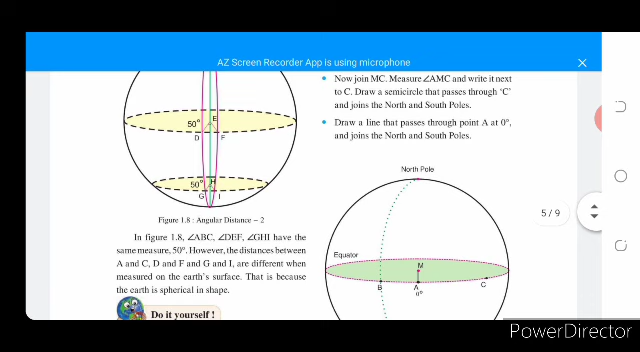 AZ Screen Recorder App is using microphone
50°
E
D
F
50°
H
G
I
Figure 1.8 : Angular Distance – 2
In figure 1.8, ∠ABC, ∠DEF, ∠GHI have the
same measure, 50°. However, the distances between
A and C, D and F and G and I, are different when
measured on the earth's surface. That is because
the earth is spherical in shape.
Do it yourself !
• Now join MC. Measure ∠AMC and write it next
to C. Draw a semicircle that passes through ‘C’
and joins the North and South Poles.
• Draw a line that passes through point A at 0°,
and joins the North and South Poles.
North Pole
Equator
M
B
A
C
0°
5 / 9
PowerDirector